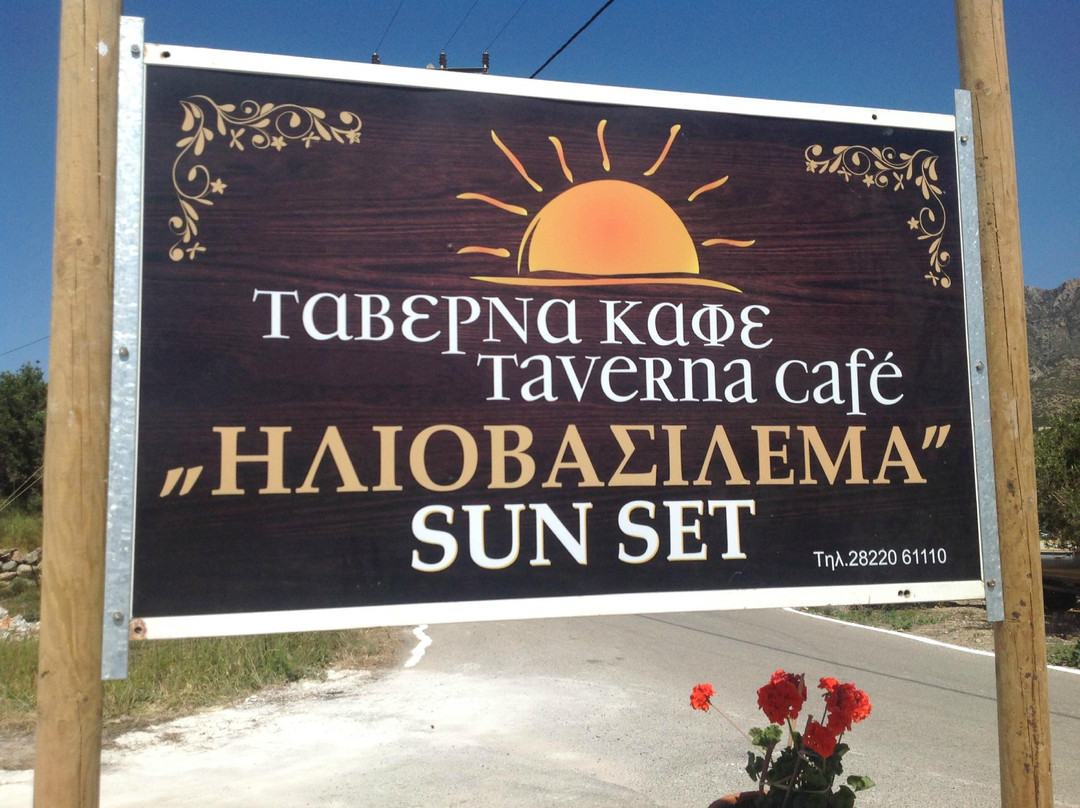 ΤΑΒΕΡΝΑ ΚΑΦΕ
Taverna café
„ΗΛΙΟΒΑΣΙΛΕΜΑ”
SUN SET
Τηλ.28220 61110